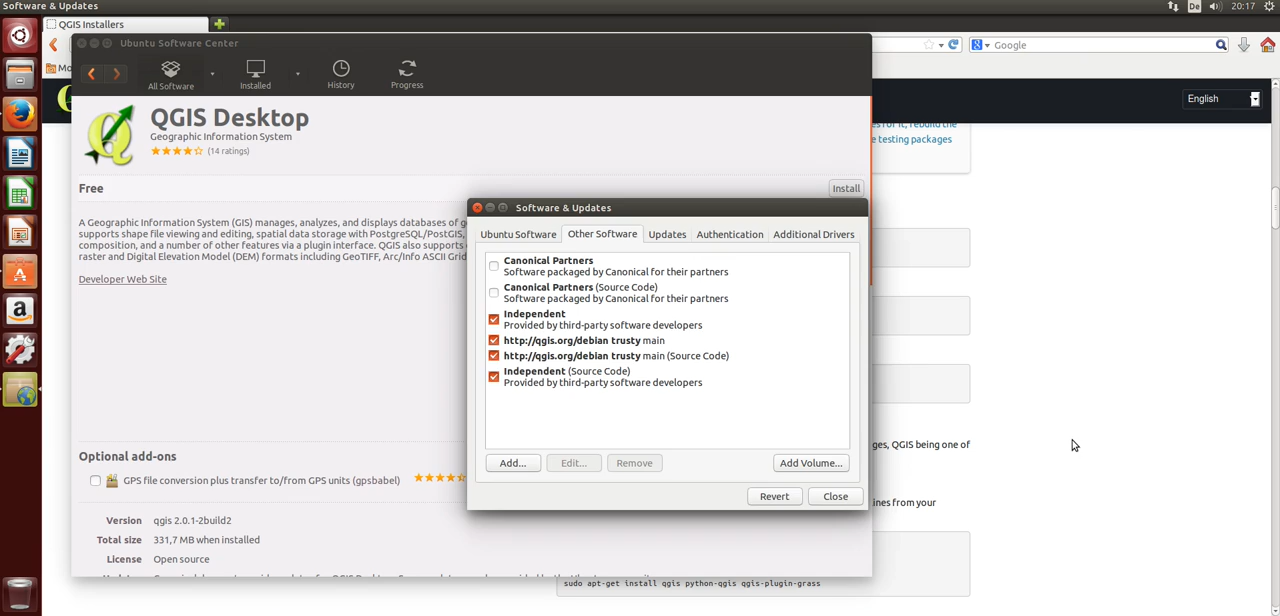 Software & Updates
De
20:17
QGIS Installers
Google
Ubuntu Software Center
All Software
Installed
History
Progress
English
QGIS Desktop
Geographic Information System
(14 ratings)
es for it, rebuild the
e testing packages
Free
Install
A Geographic Information System (GIS) manages, analyzes, and displays databases of g
supports shape file viewing and editing, spatial data storage with PostgreSQL/PostGIS,
composition, and a number of other features via a plugin interface. QGIS also supports
raster and Digital Elevation Model (DEM) formats including GeoTIFF, Arc/Info ASCII Grid
Developer Web Site
Software & Updates
Ubuntu Software
Other Software
Updates
Authentication
Additional Drivers
Canonical Partners
Software packaged by Canonical for their partners
Canonical Partners (Source Code)
Software packaged by Canonical for their partners
Independent
Provided by third-party software developers
http://qgis.org/debian trusty main
http://qgis.org/debian trusty main (Source Code)
Independent (Source Code)
Provided by third-party software developers
Add...
Edit...
Remove
Add Volume...
Revert
Close
ges, QGIS being one of
lines from your
Optional add-ons
GPS file conversion plus transfer to/from GPS units (gpsbabel)
Version qgis 2.0.1-2build2
Total size 331,7 MB when installed
License Open source
sudo apt-get install qgis python-qgis qgis-plugin-grass